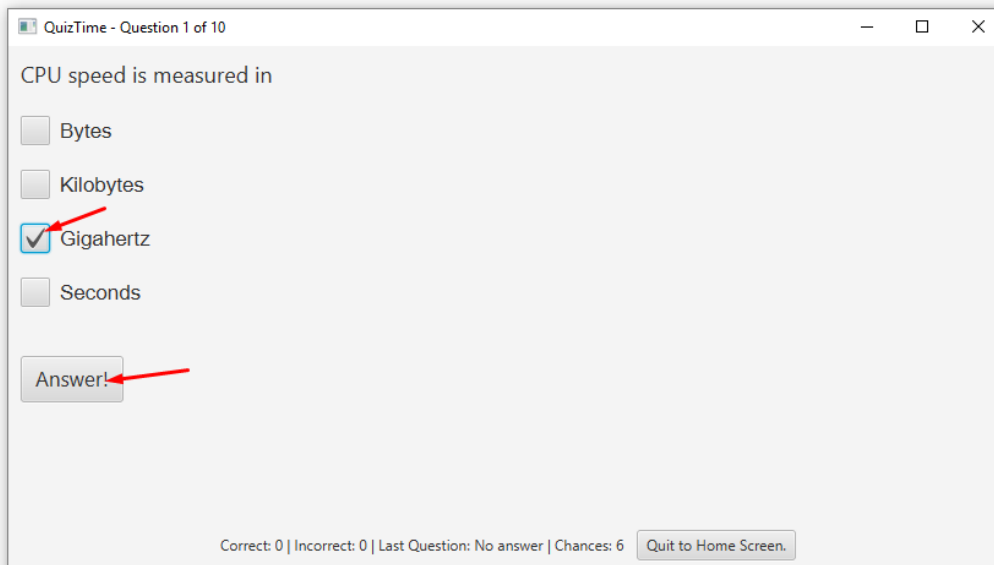 QuizTime - Question 1 of 10
CPU speed is measured in
Bytes
Kilobytes
Gigahertz
Seconds
Answer!
Correct: 0 | Incorrect: 0 | Last Question: No answer | Chances: 6 Quit to Home Screen.